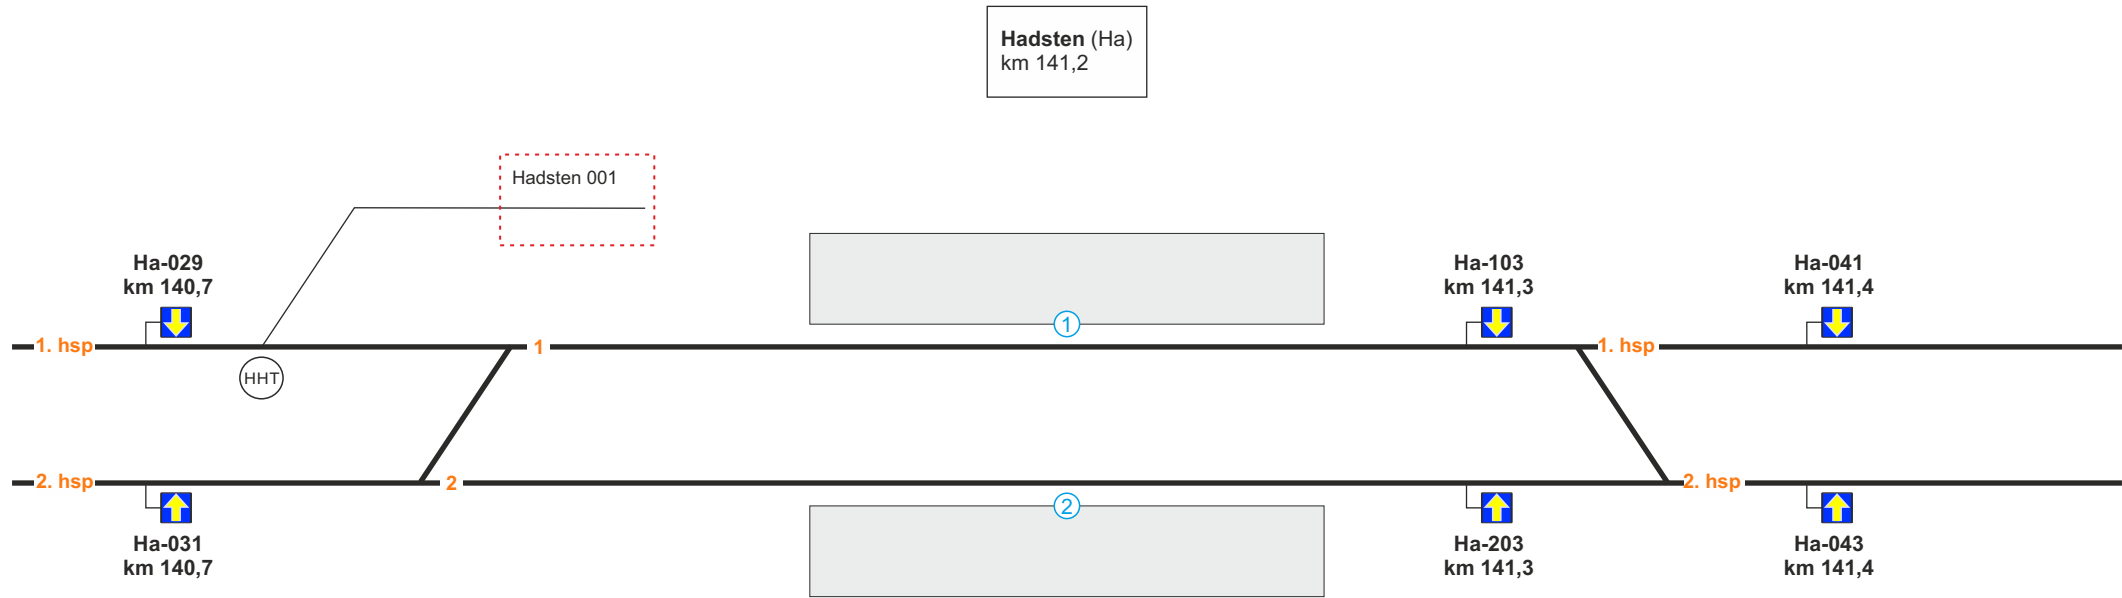 Hadsten (Ha)
km 141,2
Hadsten 001
Ha-029
km 140,7
Ha-103
km 141,3
Ha-041
km 141,4
1
1. hsp
1
1. hsp
HHT
2. hsp
2
2. hsp
2
Ha-031
km 140,7
Ha-203
km 141,3
Ha-043
km 141,4